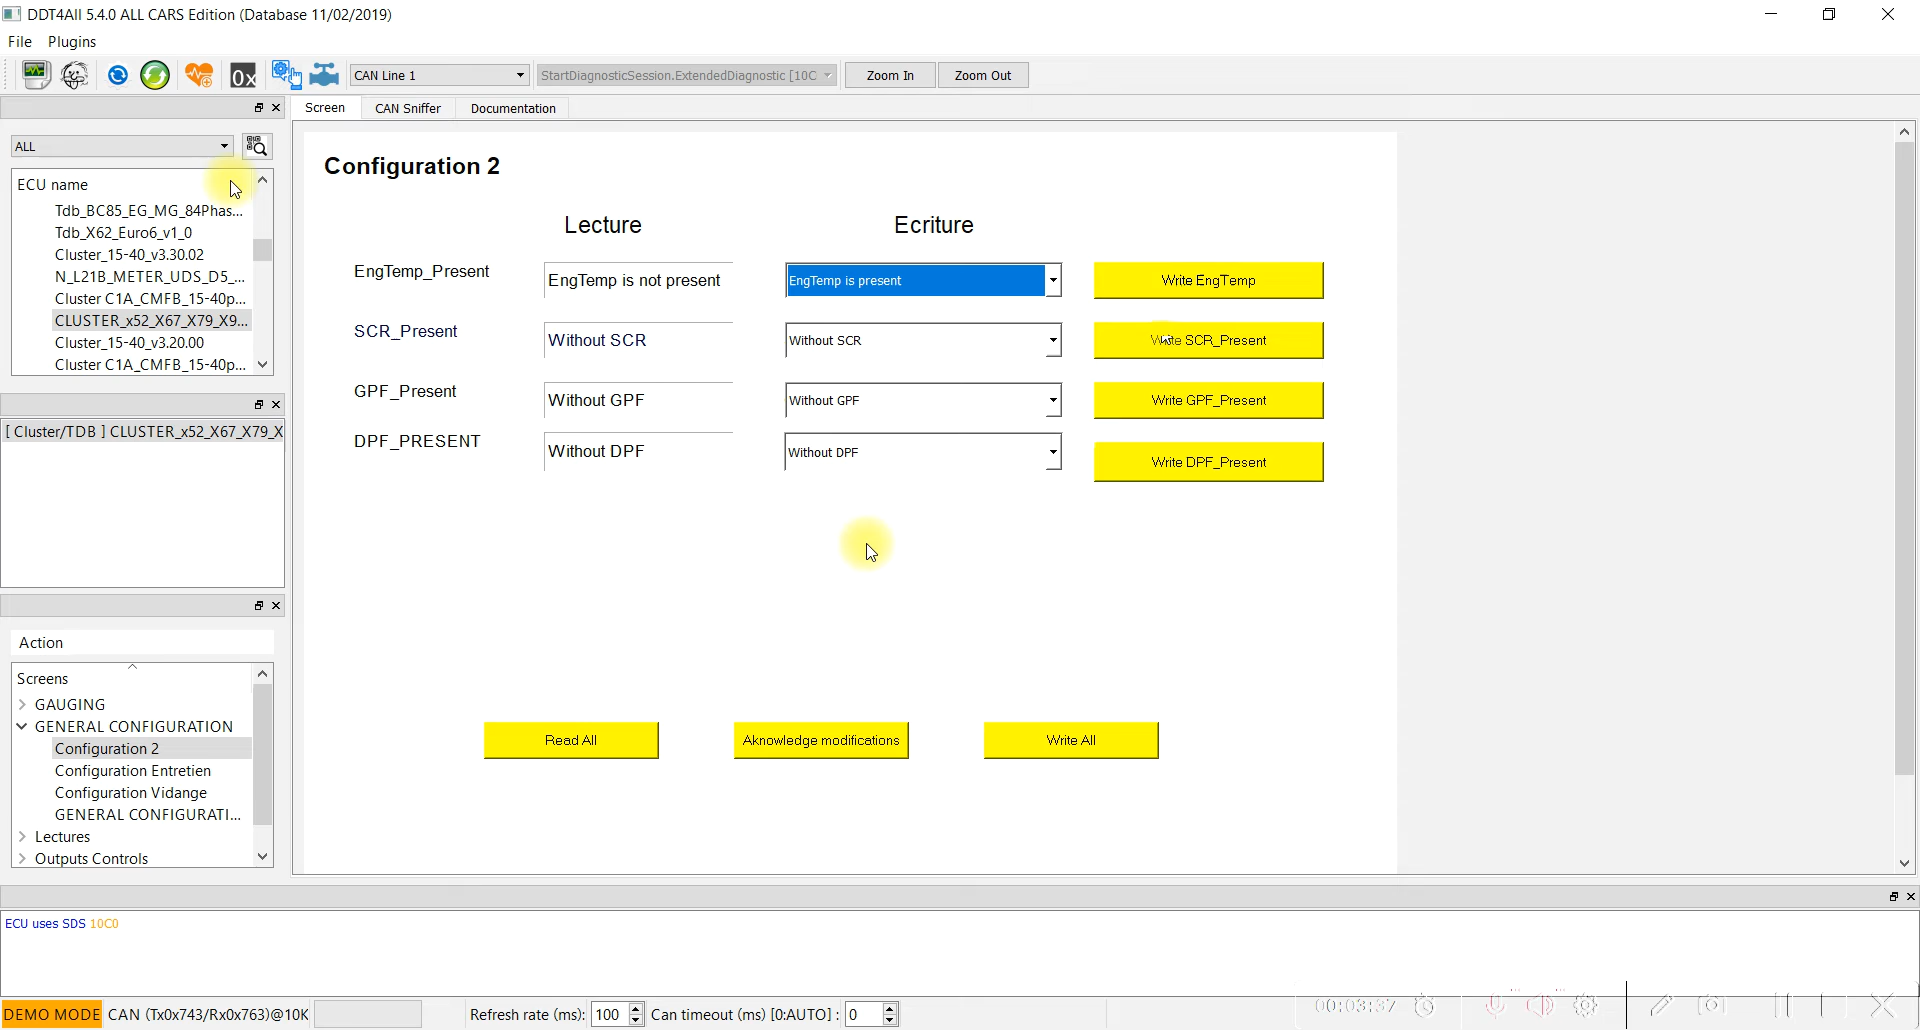 DDT4All 5.4.0 ALL CARS Edition (Database 11/02/2019)
File Plugins
0x CAN Line 1 StartDiagnosticSession.ExtendedDiagnostic [10C Zoom In Zoom Out
Screen CAN Sniffer Documentation
ALL
ECU name
Tdb_BC85_EG_MG_84Phas...
Tdb_X62_Euro6_v1_0
Cluster_15-40_v3.30.02
N_L21B_METER_UDS_D5_...
Cluster C1A_CMFB_15-40p...
CLUSTER_x52_X67_X79_X9...
Cluster_15-40_v3.20.00
Cluster C1A_CMFB_15-40p...
[ Cluster/TDB ] CLUSTER_x52_X67_X79_X
Action
Screens
GAUGING
GENERAL CONFIGURATION
Configuration 2
Configuration Entretien
Configuration Vidange
GENERAL CONFIGURATI...
Lectures
Outputs Controls
Configuration 2
Lecture Ecriture
EngTemp_Present EngTemp is not present EngTemp is present Write EngTemp
SCR_Present Without SCR Without SCR Write SCR_Present
GPF_Present Without GPF Without GPF Write GPF_Present
DPF_PRESENT Without DPF Without DPF Write DPF_Present
Read All Aknowledge modifications Write All
ECU uses SDS 10C0
DEMO MODE CAN (Tx0x743/Rx0x763)@10K Refresh rate (ms): 100 Can timeout (ms) [0:AUTO] : 0 00:03:37